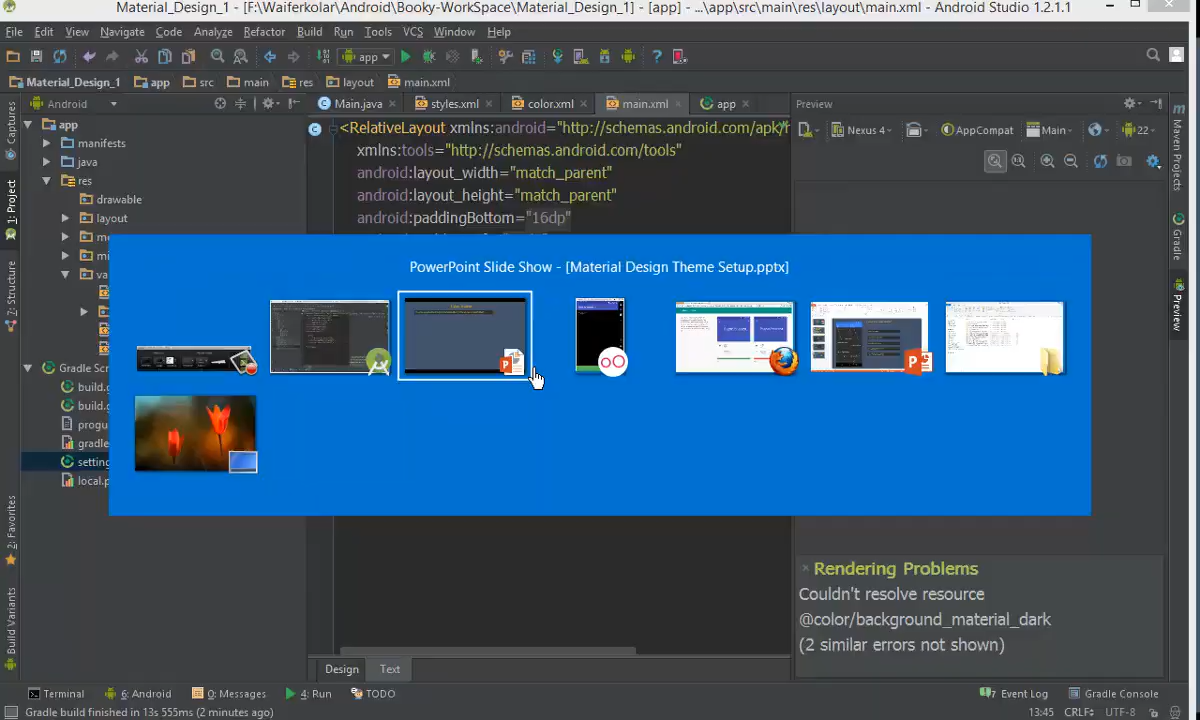 Material_Design_1 - [F:\Waiferkolar\Android\Booky-WorkSpace\Material_Design_1] - [app] - ...\app\src\main\res\layout\main.xml - Android Studio 1.2.1.1
File Edit View Navigate Code Analyze Refactor Build Run Tools VCS Window Help
app
Material_Design_1 app src main res layout main.xml
Android
Main.java styles.xml color.xml main.xml app
Preview
Nexus 4 AppCompat Main 22
Captures
1: Project
Z: Structure
2: Favorites
Build Variants
Maven Projects
Gradle
Preview
app
manifests
java
res
drawable
layout
va
Gradle Scr
build.g
build.g
progu
gradle
setting
local.p
<RelativeLayout xmlns:android="http://schemas.android.com/apk/r
xmlns:tools="http://schemas.android.com/tools"
android:layout_width="match_parent"
android:layout_height="match_parent"
android:paddingBottom="16dp"
PowerPoint Slide Show - [Material Design Theme Setup.pptx]
Rendering Problems
Couldn't resolve resource
@color/background_material_dark
(2 similar errors not shown)
Design Text
Terminal 6: Android 0: Messages 4: Run TODO
7 Event Log Gradle Console
Gradle build finished in 13s 555ms (2 minutes ago)
13:45 CRLF UTF-8